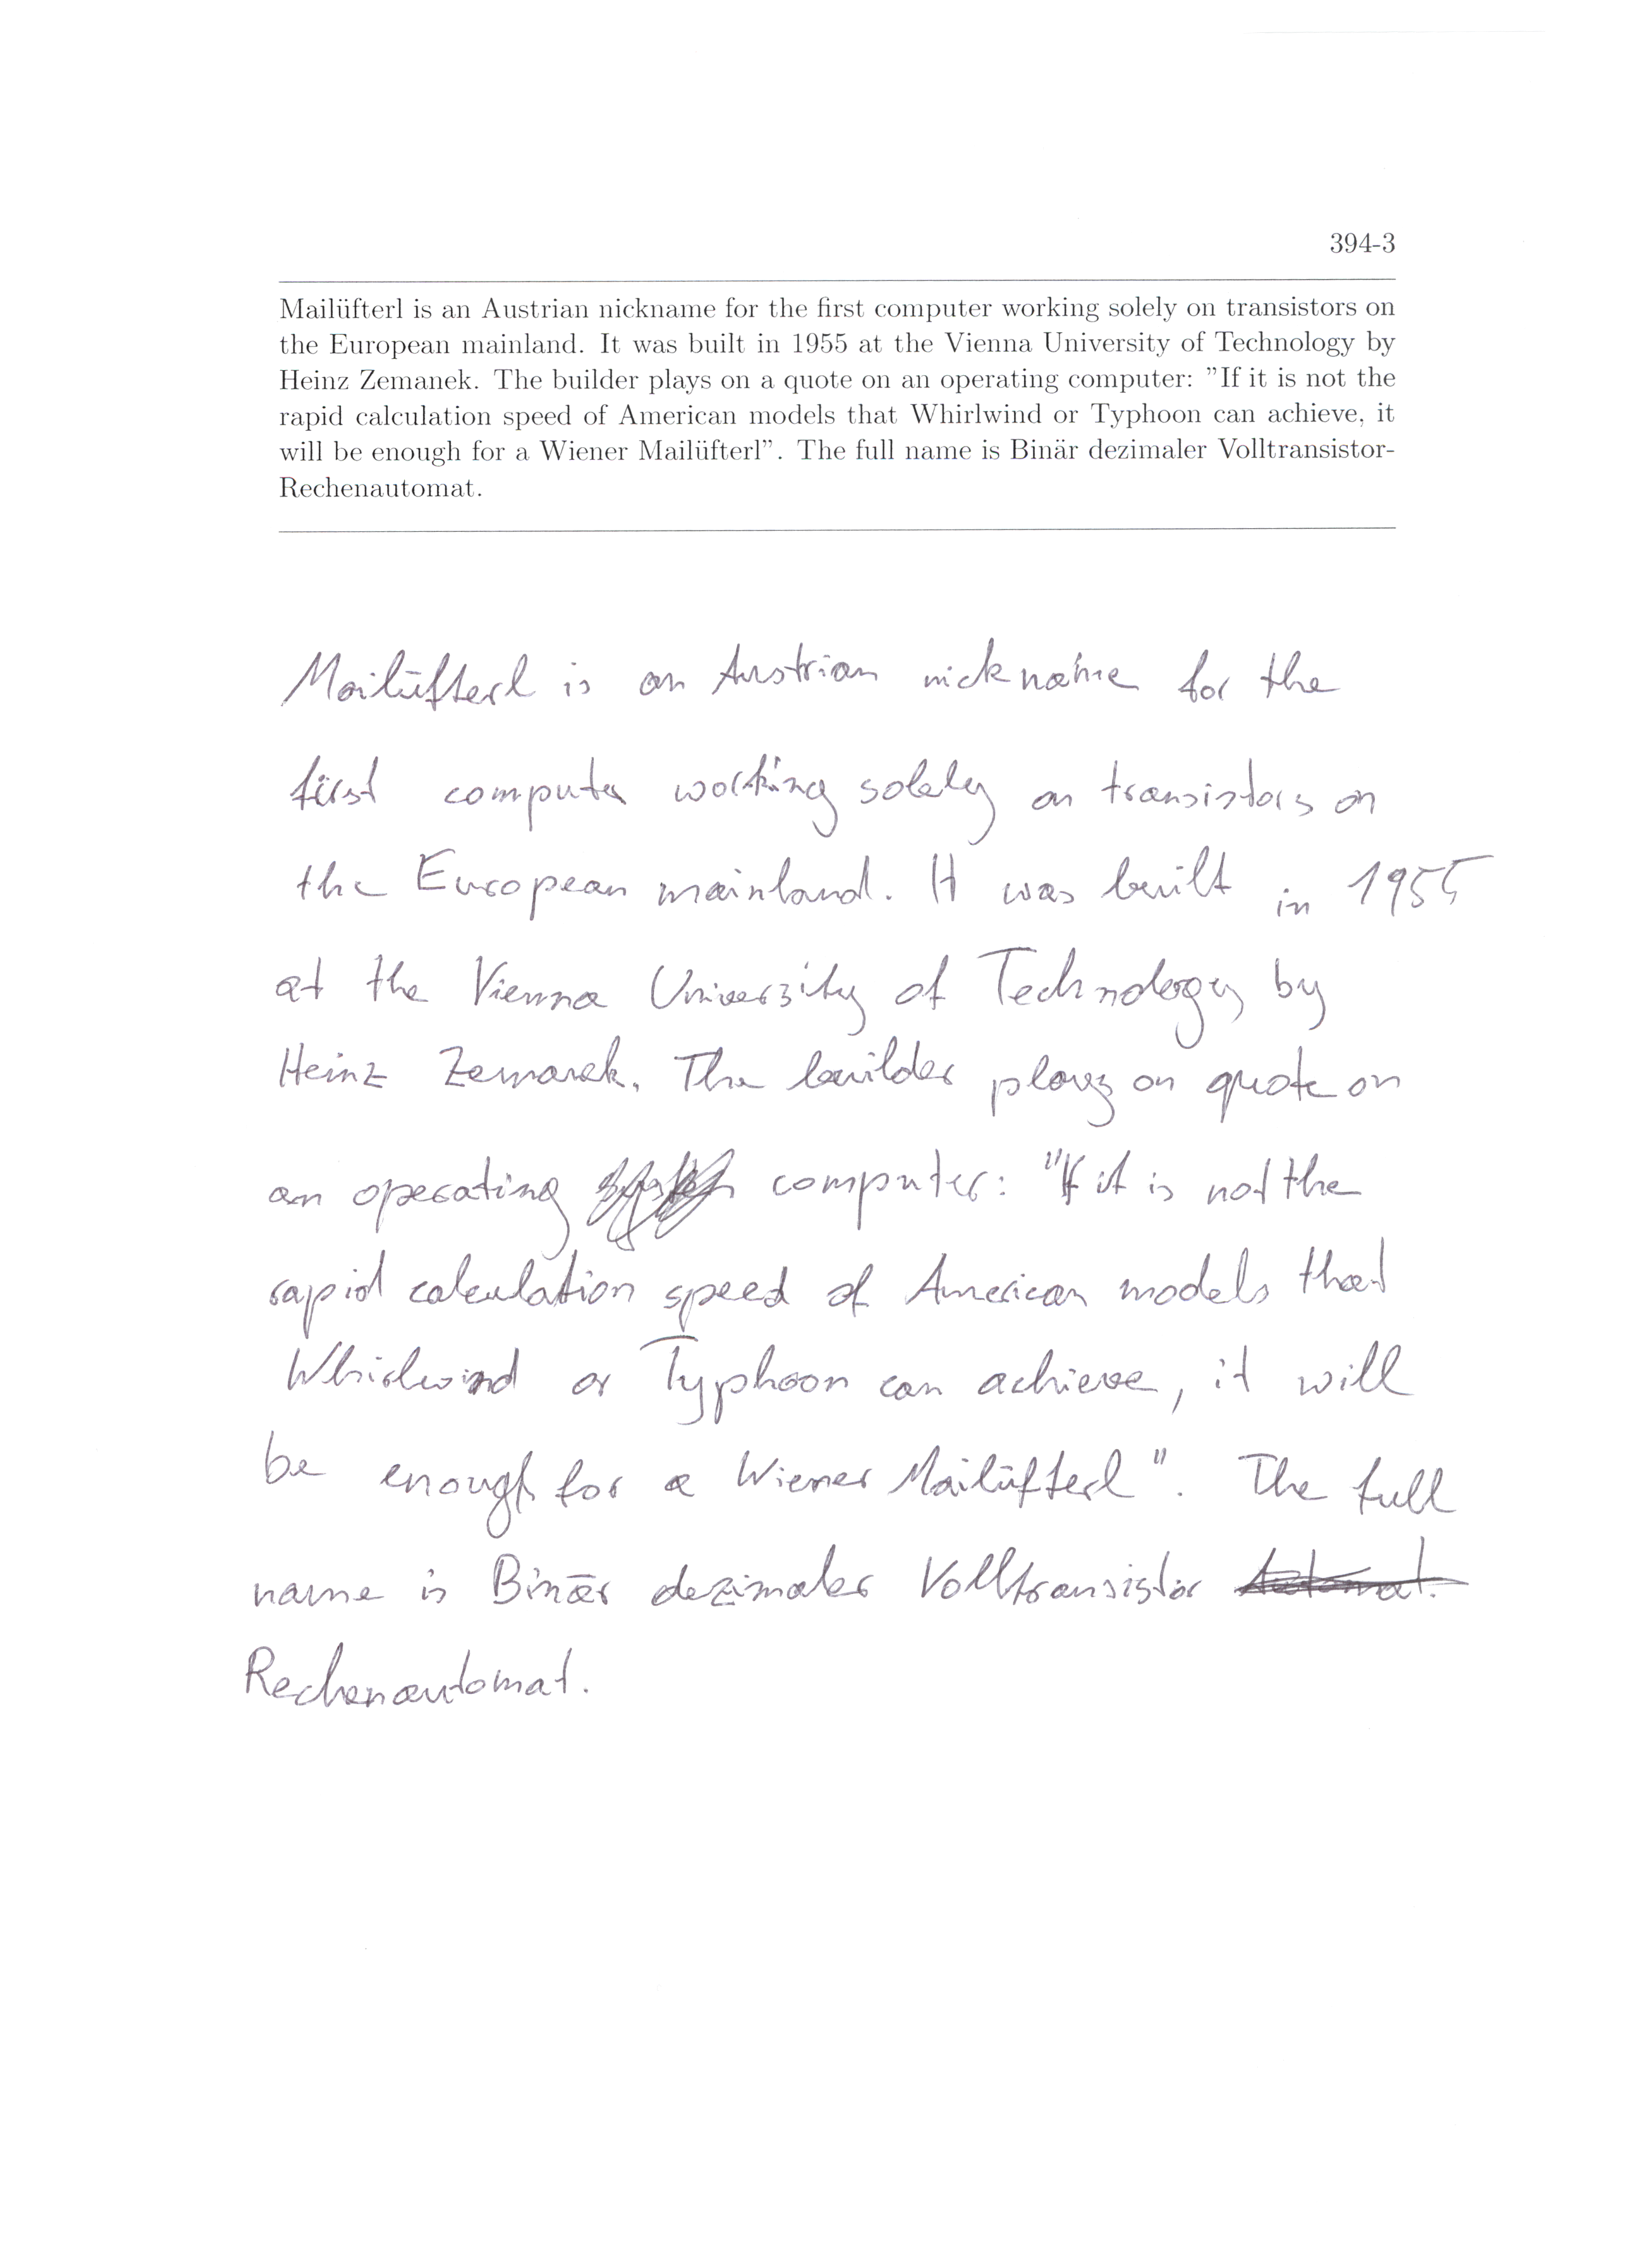 394-3
Mailüfterl is an Austrian nickname for the first computer working solely on transistors on
the European mainland. It was built in 1955 at the Vienna University of Technology by
Heinz Zemanek. The builder plays on a quote on an operating computer: ”If it is not the
rapid calculation speed of American models that Whirlwind or Typhoon can achieve, it
will be enough for a Wiener Mailüfterl”. The full name is Binär dezimaler Volltransistor-
Rechenautomat.
Mailüfterl is an Austrian nickname for the
first computer working solely on transistors on
the European mainland. It was built in 1955
at the Vienna University of Technology by
Heinz Zemanek. The builder plays on quote on
an operating computer: "If it is not the
rapid calculation speed of American models that
Whirlwind or Typhoon can achieve, it will
be enough for a Wiener Mailüfterl". The full
name is Binär dezimaler Volltransistor Automat.
Rechenautomat.